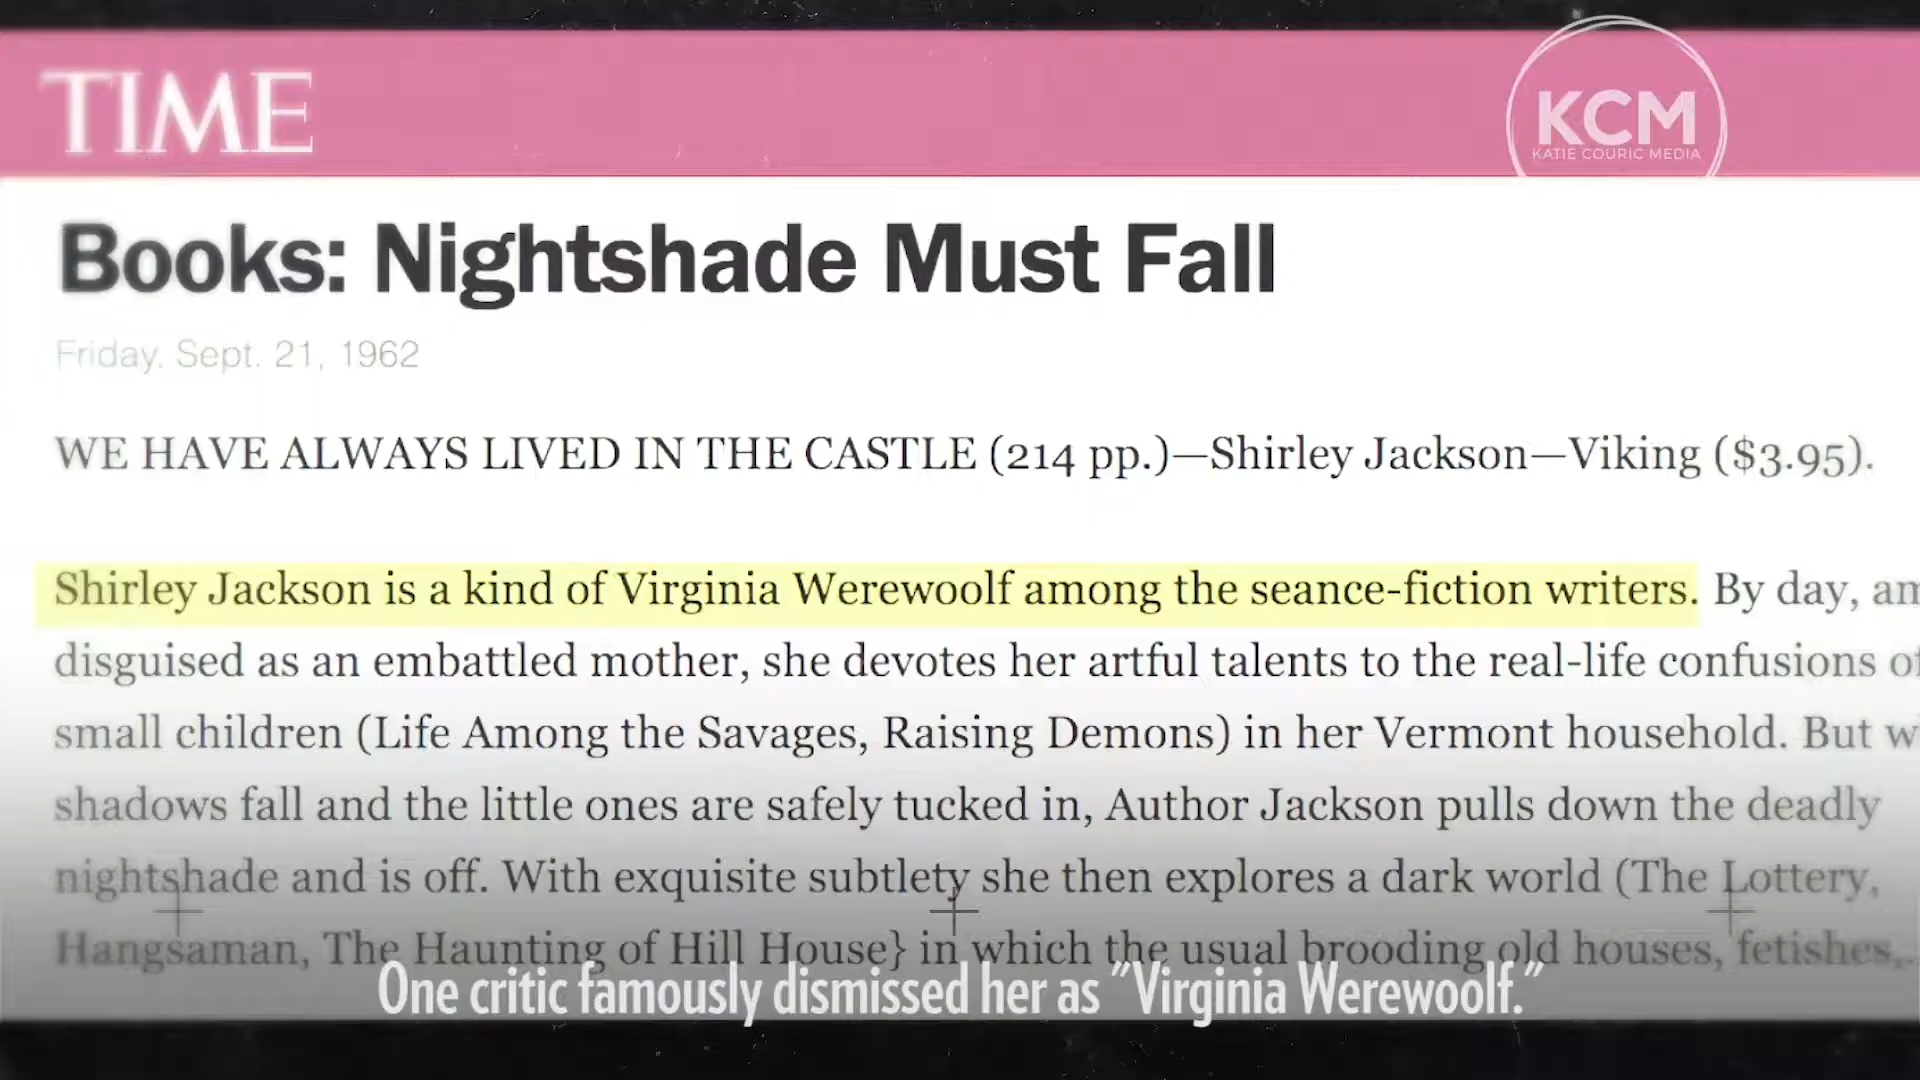 TIME
KCM
KATIE COURIC MEDIA
Books: Nightshade Must Fall
Friday, Sept. 21, 1962
WE HAVE ALWAYS LIVED IN THE CASTLE (214 pp.)—Shirley Jackson—Viking ($3.95).
Shirley Jackson is a kind of Virginia Werewoolf among the seance-fiction writers. By day,
disguised as an embattled mother, she devotes her artful talents to the real-life confusions
small children (Life Among the Savages, Raising Demons) in her Vermont household. But
shadows fall and the little ones are safely tucked in, Author Jackson pulls down the deadly
nightshade and is off. With exquisite subtlety she then explores a dark world (The Lottery,
Hangsaman, The Haunting of Hill House} in which the usual brooding old houses, fetishes,
One critic famously dismissed her as "Virginia Werewoolf."